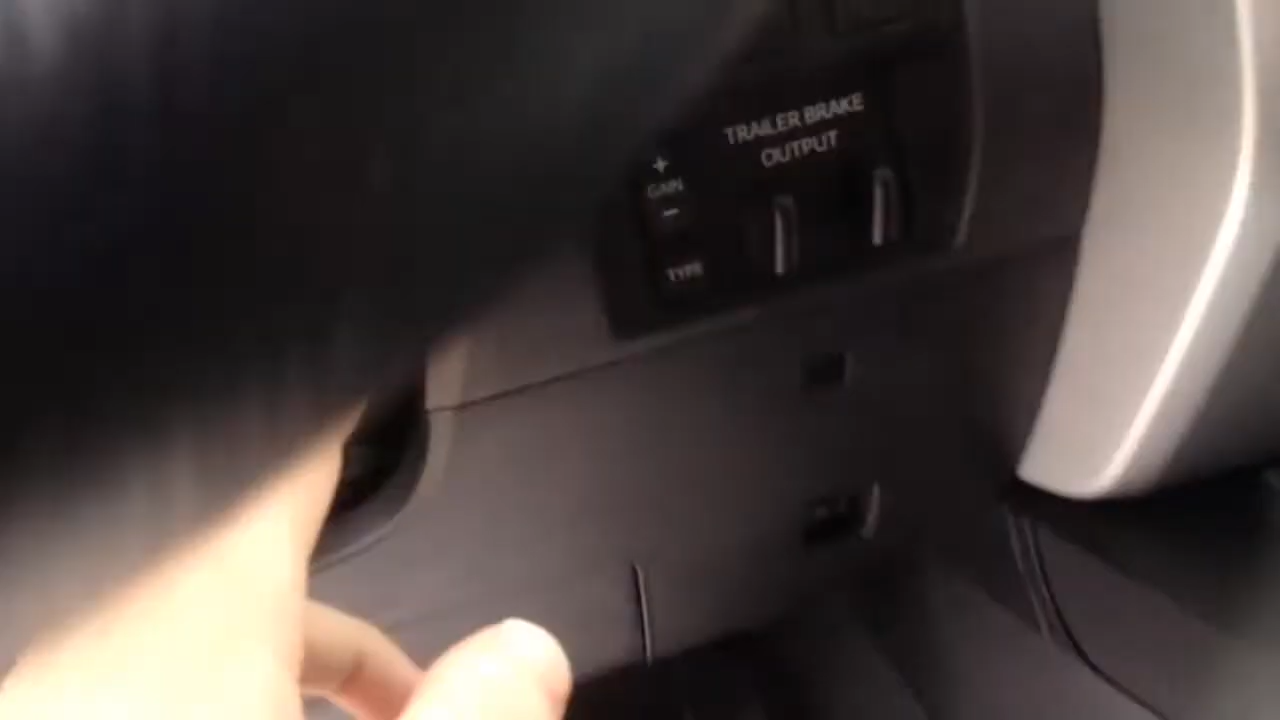 TRAILER BRAKE
OUTPUT
+
GAIN
-
TYPE